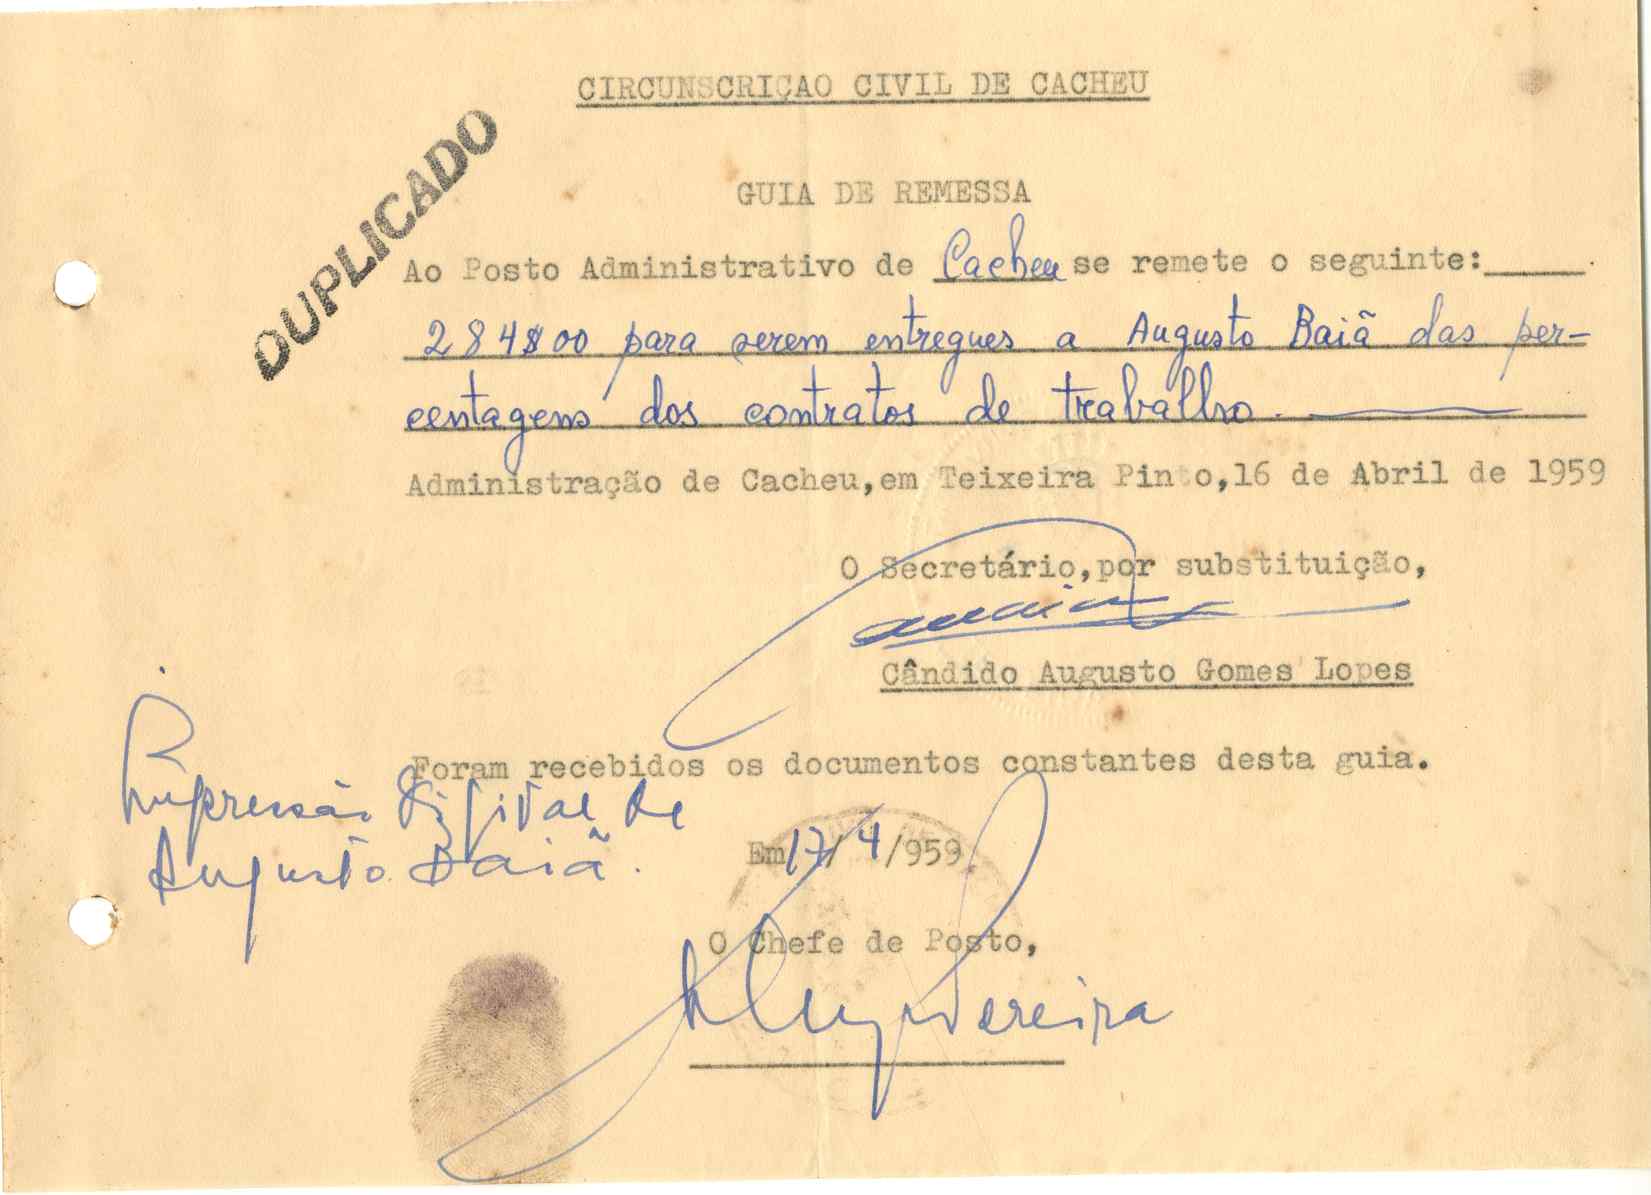 CIRCUNSCRIÇAO CIVIL DE CACHEU
DUPLICADO
GUIA DE REMESSA
Ao Posto Administrativo de Cacheu se remete o seguinte:
284$00 para serem entregues a Augusto Baiã das per-
centagens dos contratos de trabalho.
Administração de Cacheu,em Teixeira Pinto,16 de Abril de 1959
O Secretário,por substituição,
Cândido Augusto Gomes Lopes
Foram recebidos os documentos constantes desta guia.
Impressão digital de
Augusto Baiã.
Em 17/4/959
O Chefe de Posto,
Pereira